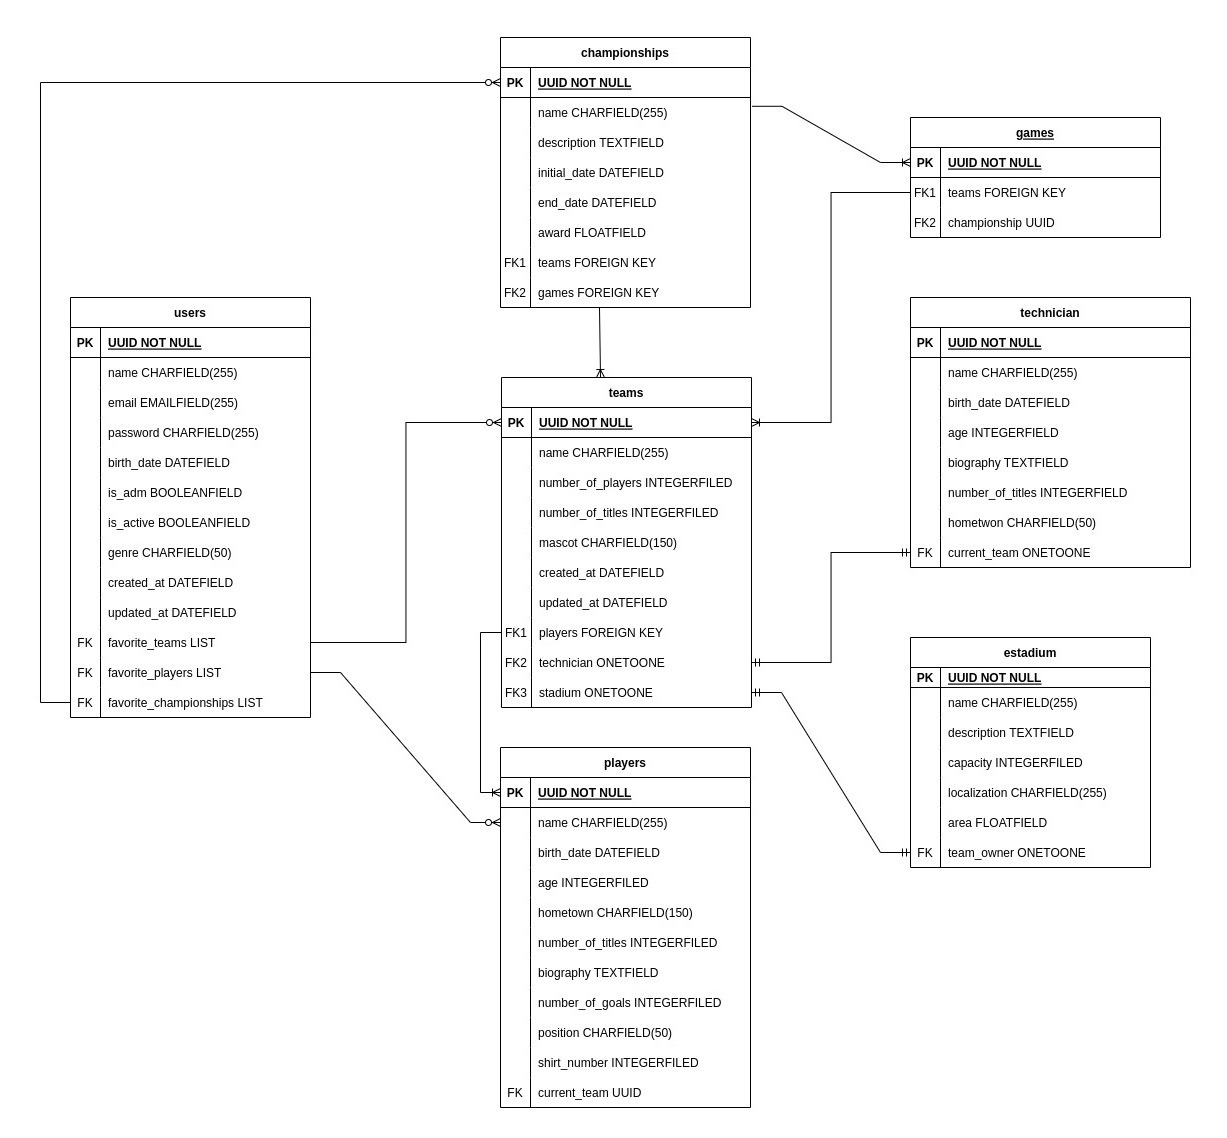 championships
PK UUID NOT NULL
name CHARFIELD(255)
description TEXTFIELD
initial_date DATEFIELD
end_date DATEFIELD
award FLOATFIELD
FK1 teams FOREIGN KEY
FK2 games FOREIGN KEY
games
PK UUID NOT NULL
FK1 teams FOREIGN KEY
FK2 championship UUID
users
PK UUID NOT NULL
name CHARFIELD(255)
email EMAILFIELD(255)
password CHARFIELD(255)
birth_date DATEFIELD
is_adm BOOLEANFIELD
is_active BOOLEANFIELD
genre CHARFIELD(50)
created_at DATEFIELD
updated_at DATEFIELD
FK favorite_teams LIST
FK favorite_players LIST
FK favorite_championships LIST
teams
PK UUID NOT NULL
name CHARFIELD(255)
number_of_players INTEGERFILED
number_of_titles INTEGERFILED
mascot CHARFIELD(150)
created_at DATEFIELD
updated_at DATEFIELD
FK1 players FOREIGN KEY
FK2 technician ONETOONE
FK3 stadium ONETOONE
technician
PK UUID NOT NULL
name CHARFIELD(255)
birth_date DATEFIELD
age INTEGERFIELD
biography TEXTFIELD
number_of_titles INTEGERFIELD
hometwon CHARFIELD(50)
FK current_team ONETOONE
estadium
PK UUID NOT NULL
name CHARFIELD(255)
description TEXTFIELD
capacity INTEGERFILED
localization CHARFIELD(255)
area FLOATFIELD
FK team_owner ONETOONE
players
PK UUID NOT NULL
name CHARFIELD(255)
birth_date DATEFIELD
age INTEGERFILED
hometown CHARFIELD(150)
number_of_titles INTEGERFILED
biography TEXTFIELD
number_of_goals INTEGERFILED
position CHARFIELD(50)
shirt_number INTEGERFILED
FK current_team UUID